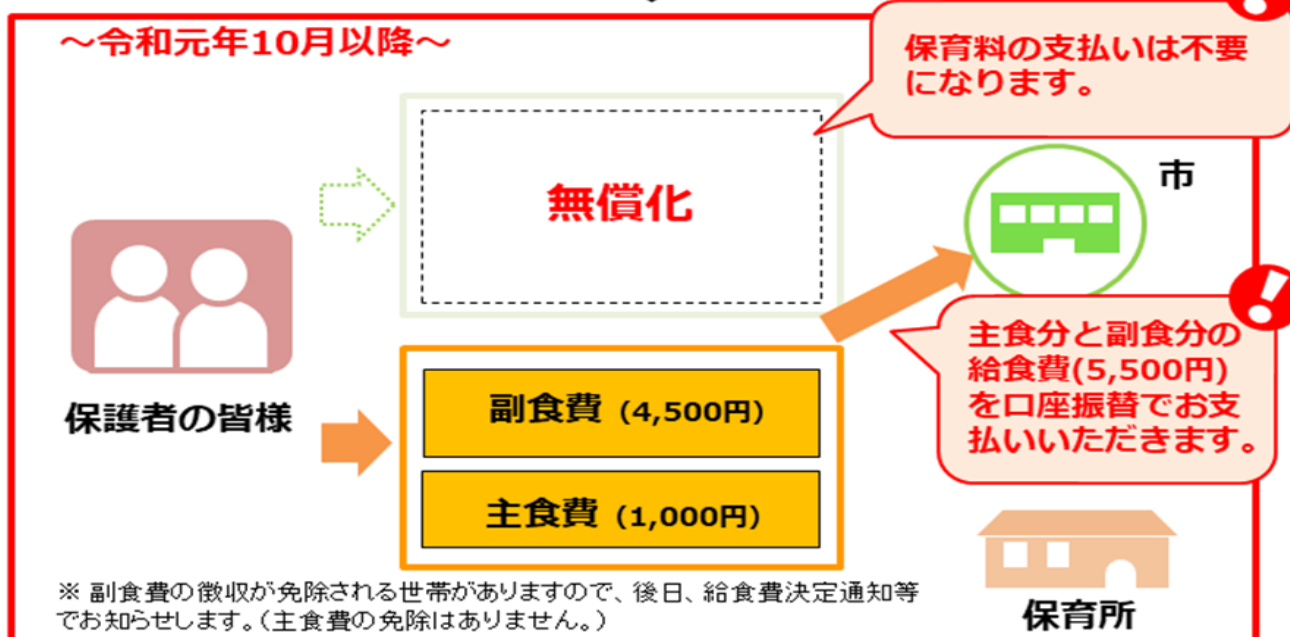 ～令和元年10月以降～
保育料の支払いは不要
になります。
無償化
市
保護者の皆様
副食費（4,500円）
主食費（1,000円）
主食分と副食分の
給食費(5,500円)
を口座振替でお支
払いいただきます。
保育所
※ 副食費の徴収が免除される世帯がありますので、後日、給食費決定通知等
でお知らせします。（主食費の免除はありません。）